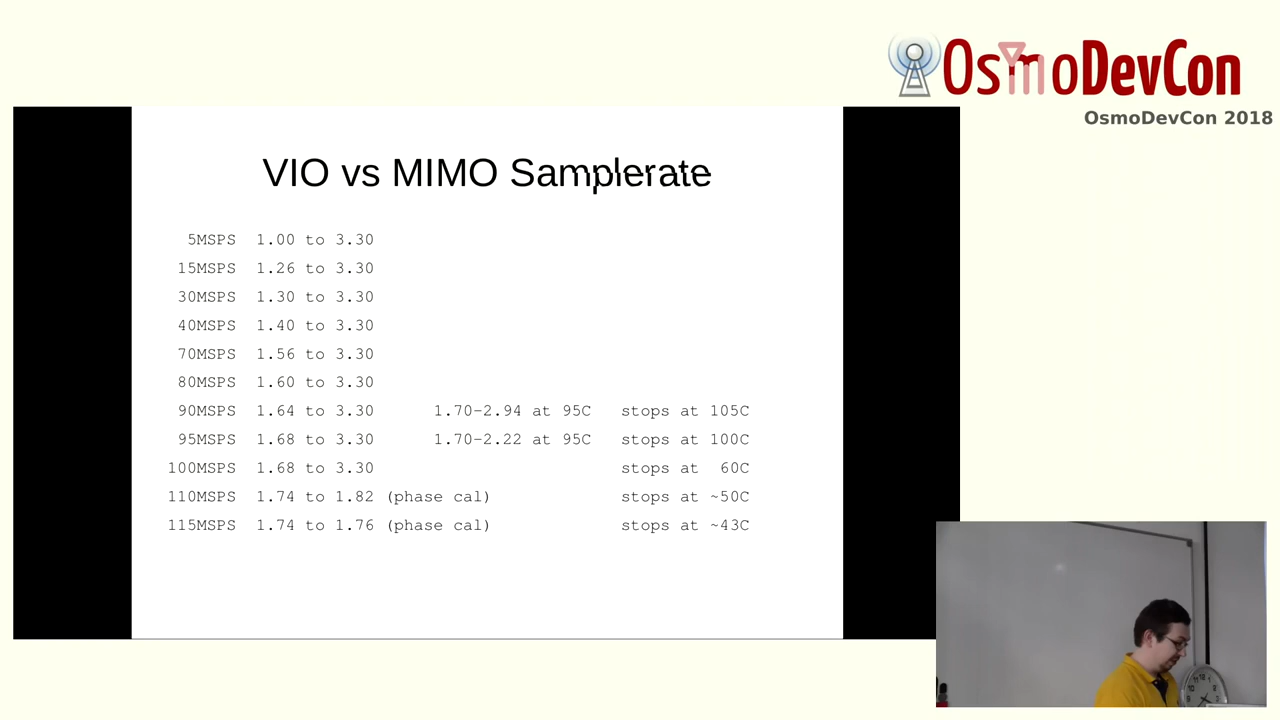 OsmoDevCon
OsmoDevCon 2018
VIO vs MIMO Samplerate
5MSPS 1.00 to 3.30
15MSPS 1.26 to 3.30
30MSPS 1.30 to 3.30
40MSPS 1.40 to 3.30
70MSPS 1.56 to 3.30
80MSPS 1.60 to 3.30
90MSPS 1.64 to 3.30 1.70-2.94 at 95C stops at 105C
95MSPS 1.68 to 3.30 1.70-2.22 at 95C stops at 100C
100MSPS 1.68 to 3.30 stops at 60C
110MSPS 1.74 to 1.82 (phase cal) stops at ~50C
115MSPS 1.74 to 1.76 (phase cal) stops at ~43C